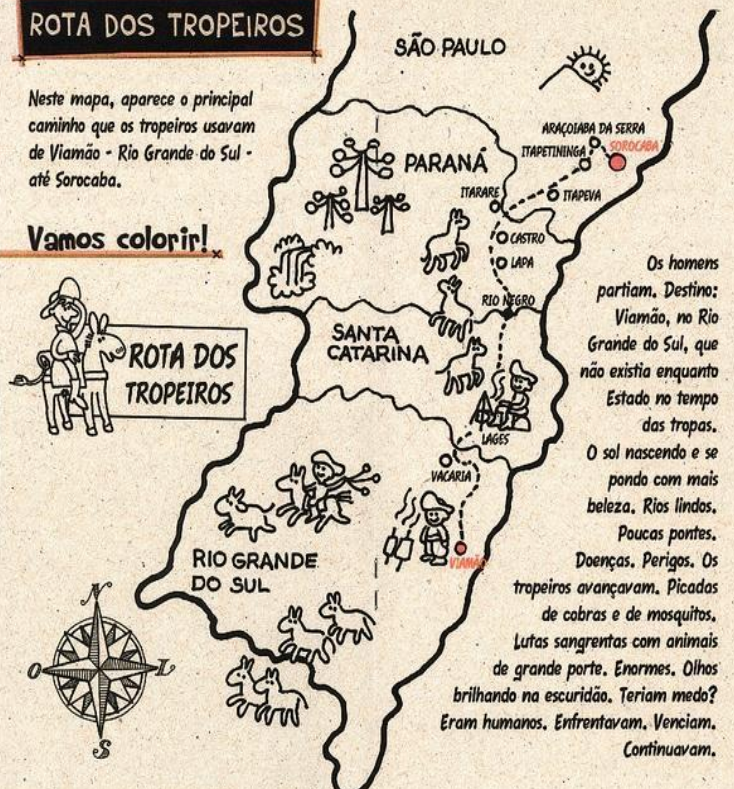 ROTA DOS TROPEIROS
Neste mapa, aparece o principal
caminho que os tropeiros usavam
de Viamão - Rio Grande do Sul -
até Sorocaba.
Vamos colorir!
ROTA DOS
TROPEIROS
SÃO PAULO
ARAÇOIABA DA SERRA
SOROCABA
ITAPETININGA
PARANÁ
ITARARE
ITAPEVA
CASTRO
LAPA
RIO NEGRO
SANTA
CATARINA
LAGES
VACARIA
VIAMÃO
RIO GRANDE
DO SUL
N
O
L
S
Os homens
partiam. Destino:
Viamão, no Rio
Grande do Sul, que
não existia enquanto
Estado no tempo
das tropas.
O sol nascendo e se
pondo com mais
beleza. Rios lindos.
Poucas pontes.
Doenças. Perigos. Os
tropeiros avançavam. Picadas
de cobras e de mosquitos.
Lutas sangrentas com animais
de grande porte. Enormes. Olhos
brilhando na escuridão. Teriam medo?
Eram humanos. Enfrentavam. Venciam.
Continuavam.